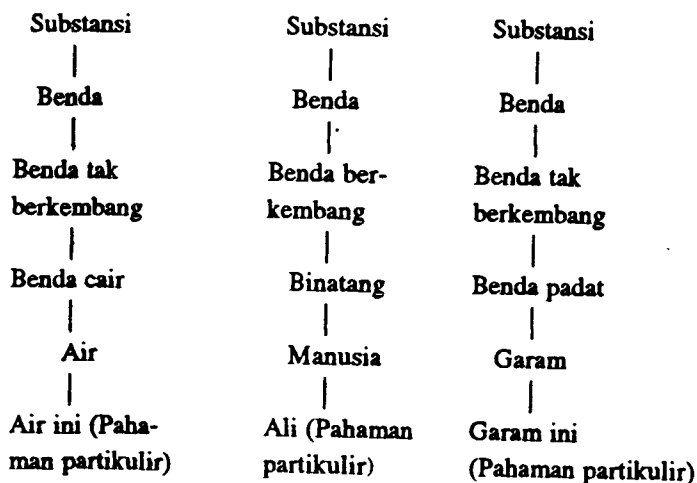 Substansi
Benda
Benda tak
berkembang
Benda cair
Air
Air ini (Paha-
man partikulir)
Substansi
Benda
Benda ber-
kembang
Binatang
Manusia
Ali (Pahaman
partikulir)
Substansi
Benda
Benda tak
berkembang
Benda padat
Garam
Garam ini
(Pahaman partikulir)